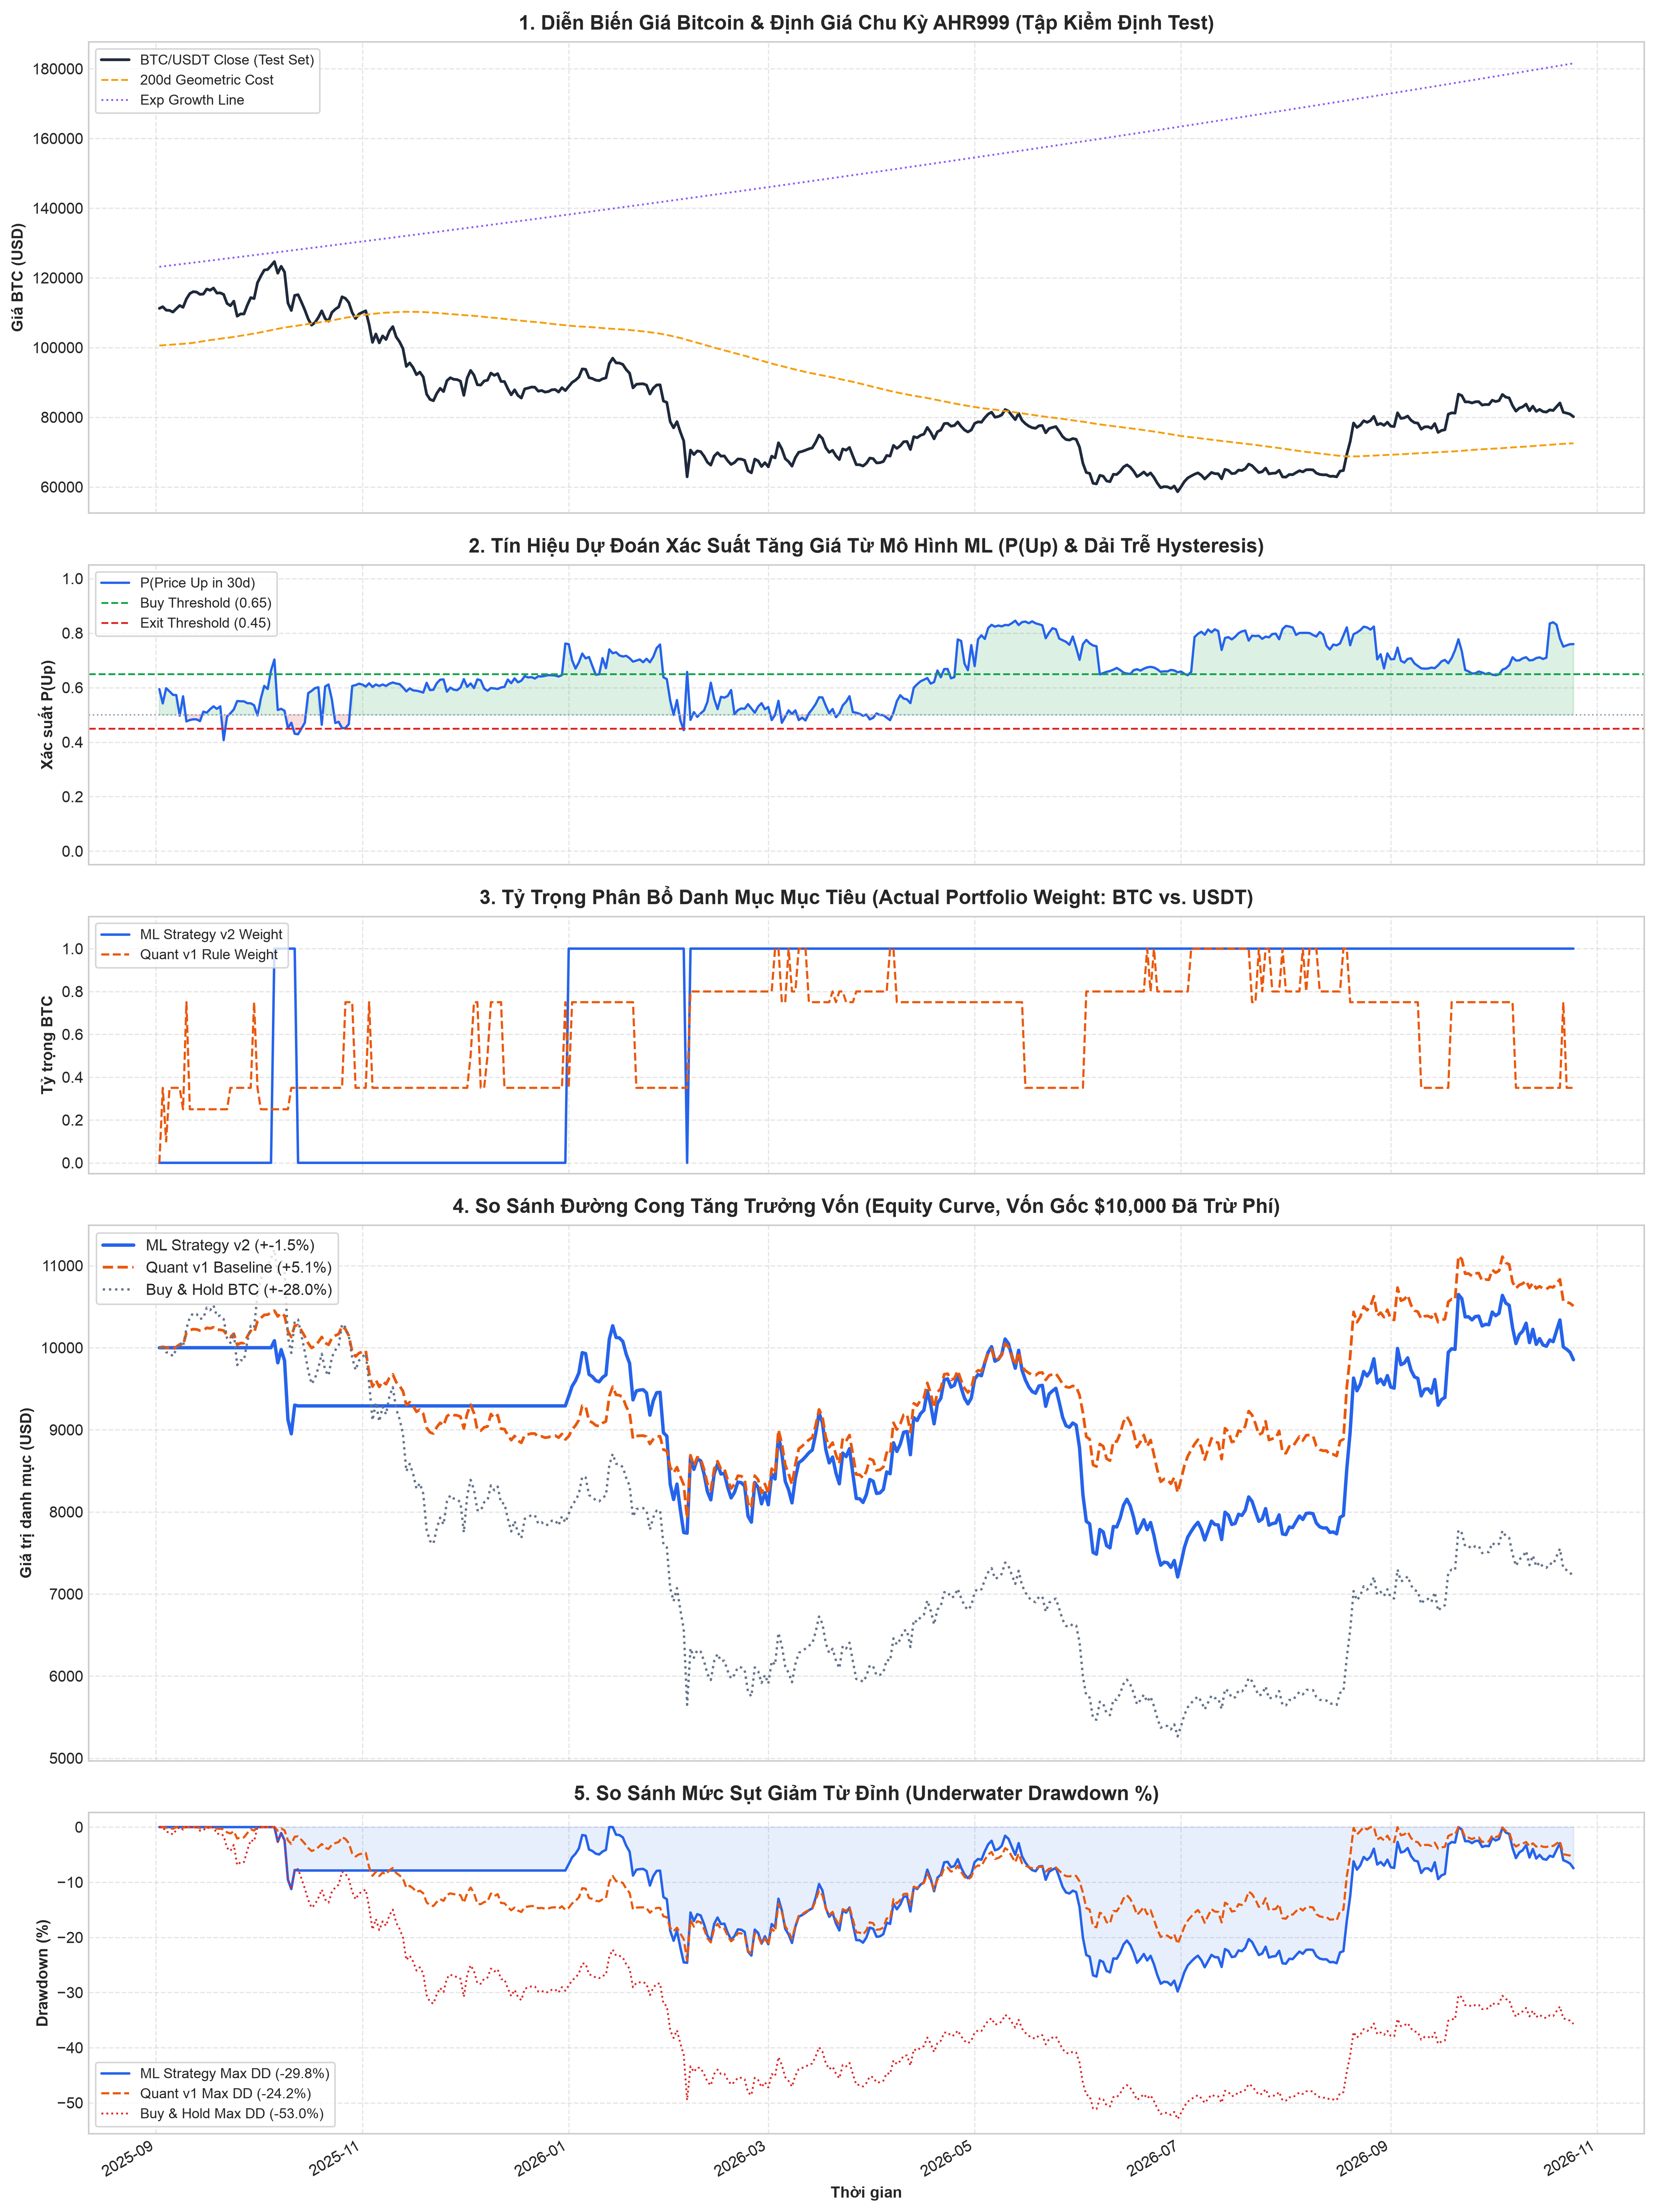 1. Diễn Biến Giá Bitcoin & Định Giá Chu Kỳ AHR999 (Tập Kiểm Định Test)
BTC/USDT Close (Test Set)
200d Geometric Cost
Exp Growth Line
Giá BTC (USD)
180000
160000
140000
120000
100000
80000
60000
2. Tín Hiệu Dự Đoán Xác Suất Tăng Giá Từ Mô Hình ML (P(Up) & Dải Trễ Hysteresis)
P(Price Up in 30d)
Buy Threshold (0.65)
Exit Threshold (0.45)
Xác suất P(Up)
1.0
0.8
0.6
0.4
0.2
0.0
3. Tỷ Trọng Phân Bổ Danh Mục Mục Tiêu (Actual Portfolio Weight: BTC vs. USDT)
ML Strategy v2 Weight
Quant v1 Rule Weight
Tỷ trọng BTC
1.0
0.8
0.6
0.4
0.2
0.0
4. So Sánh Đường Cong Tăng Trưởng Vốn (Equity Curve, Vốn Gốc $10,000 Đã Trừ Phí)
ML Strategy v2 (+-1.5%)
Quant v1 Baseline (+5.1%)
Buy & Hold BTC (+-28.0%)
Giá trị danh mục (USD)
11000
10000
9000
8000
7000
6000
5000
5. So Sánh Mức Sụt Giảm Từ Đỉnh (Underwater Drawdown %)
Drawdown (%)
0
−10
−20
−30
−40
−50
ML Strategy Max DD (-29.8%)
Quant v1 Max DD (-24.2%)
Buy & Hold Max DD (-53.0%)
2025-09
2025-11
2026-01
2026-03
2026-05
2026-07
2026-09
2026-11
Thời gian